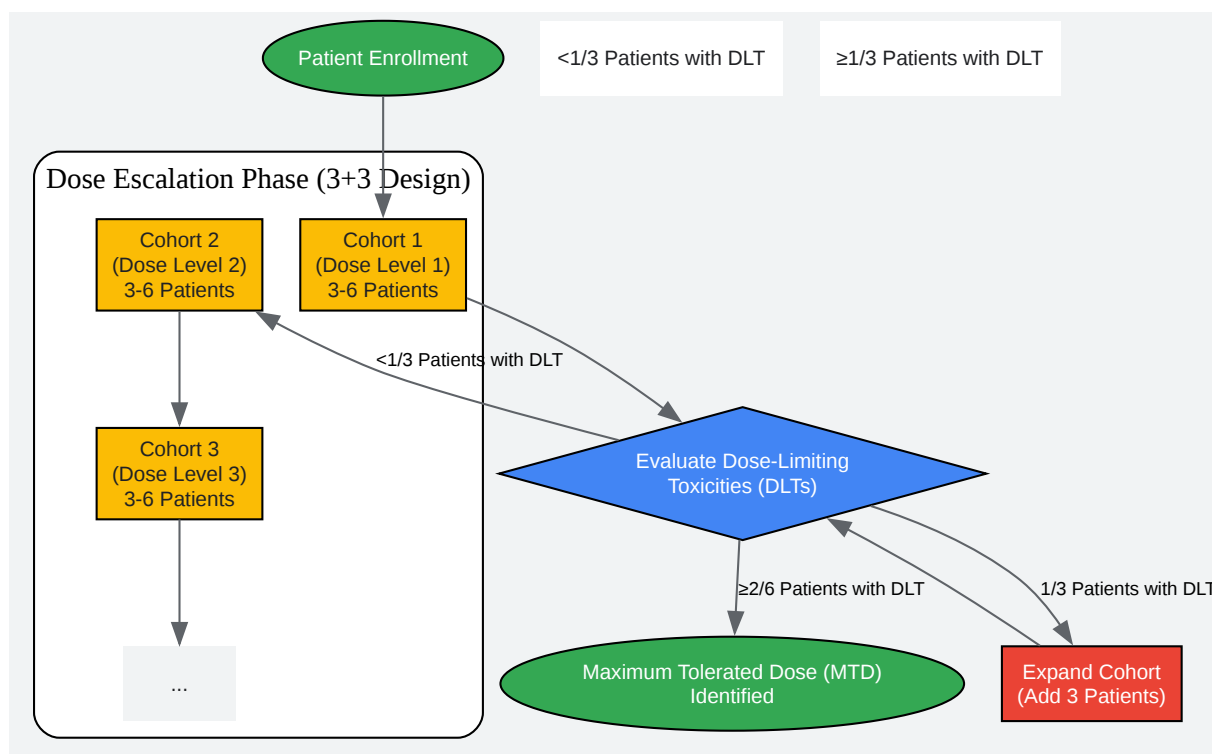 Patient Enrollment
<1/3 Patients with DLT
≥1/3 Patients with DLT
Dose Escalation Phase (3+3 Design)
Cohort 2
(Dose Level 2)
3-6 Patients
Cohort 1
(Dose Level 1)
3-6 Patients
<1/3 Patients with DLT
Cohort 3
(Dose Level 3)
3-6 Patients
Evaluate Dose-Limiting
Toxicities (DLTs)
≥2/6 Patients with DLT
1/3 Patients with DLT
...
Maximum Tolerated Dose (MTD)
Identified
Expand Cohort
(Add 3 Patients)